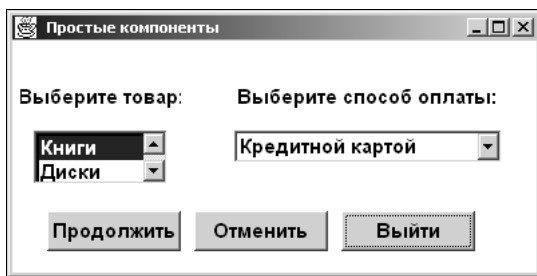 Простые компоненты
Выберите товар: Выберите способ оплаты:
Книги Кредитной картой
Диски
Продолжить Отменить Выйти